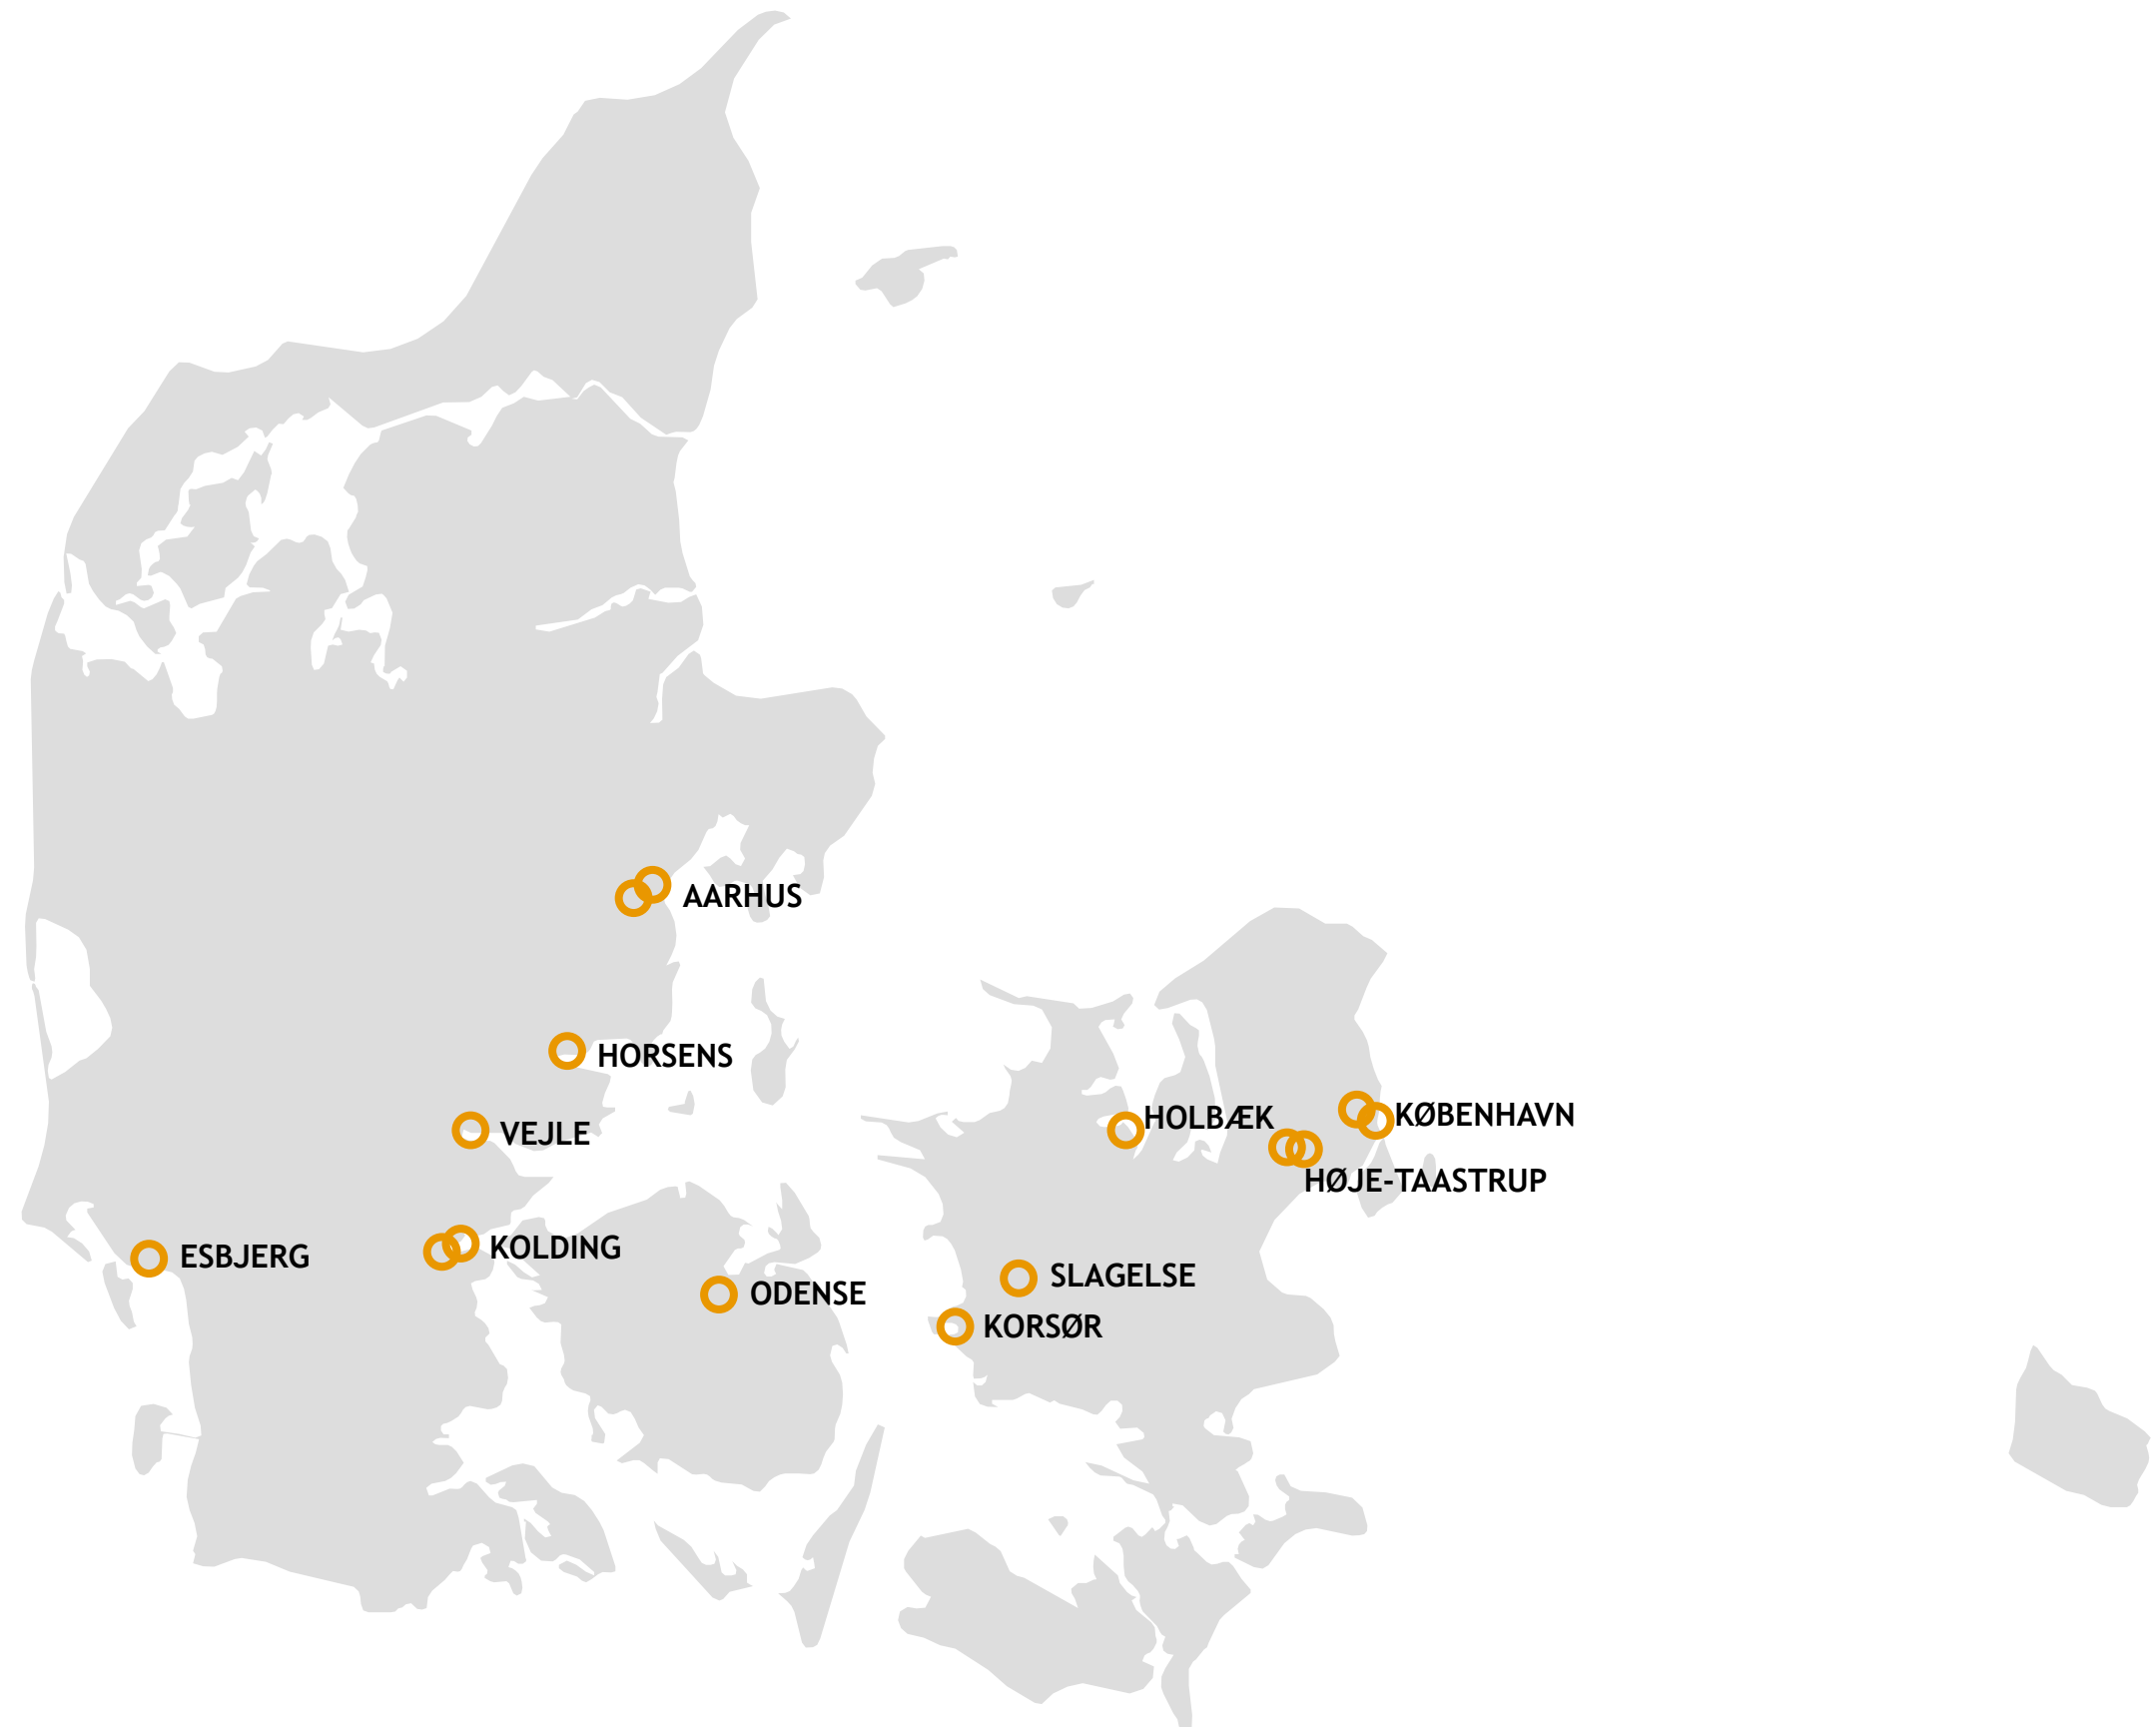 AARHUS
HORSENS
VEJLE
HOLBÆK
KØBENHAVN
HØJE-TAASTRUP
ESBJERG
KOLDING
ODENSE
SLAGELSE
KORSØR